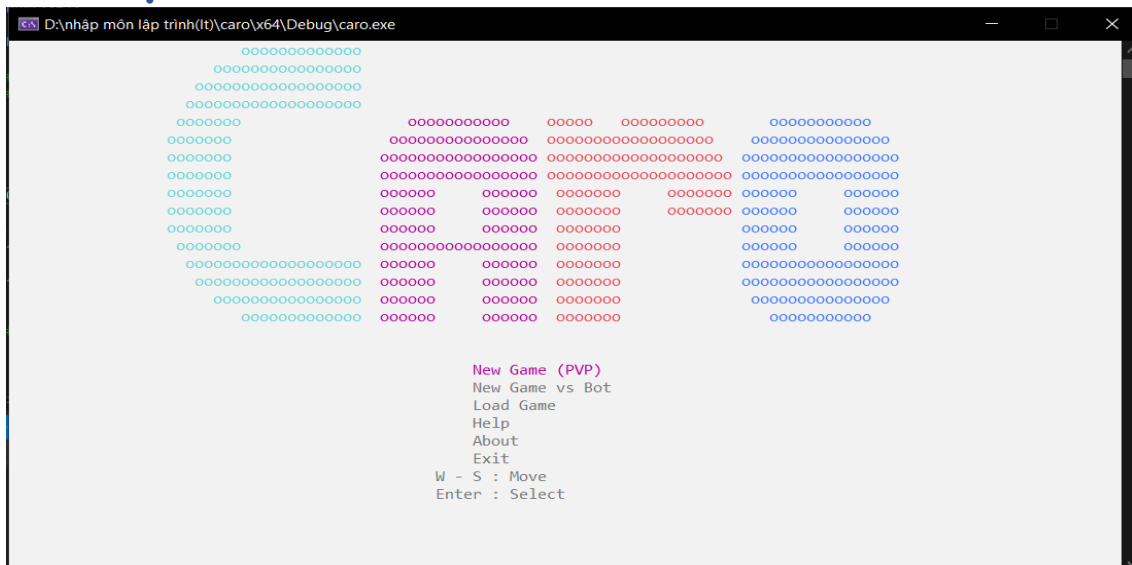 D:\nhập môn lập trình(lt)\caro\x64\Debug\caro.exe
Caro
New Game (PVP)
New Game vs Bot
Load Game
Help
About
Exit
W - S : Move
Enter : Select